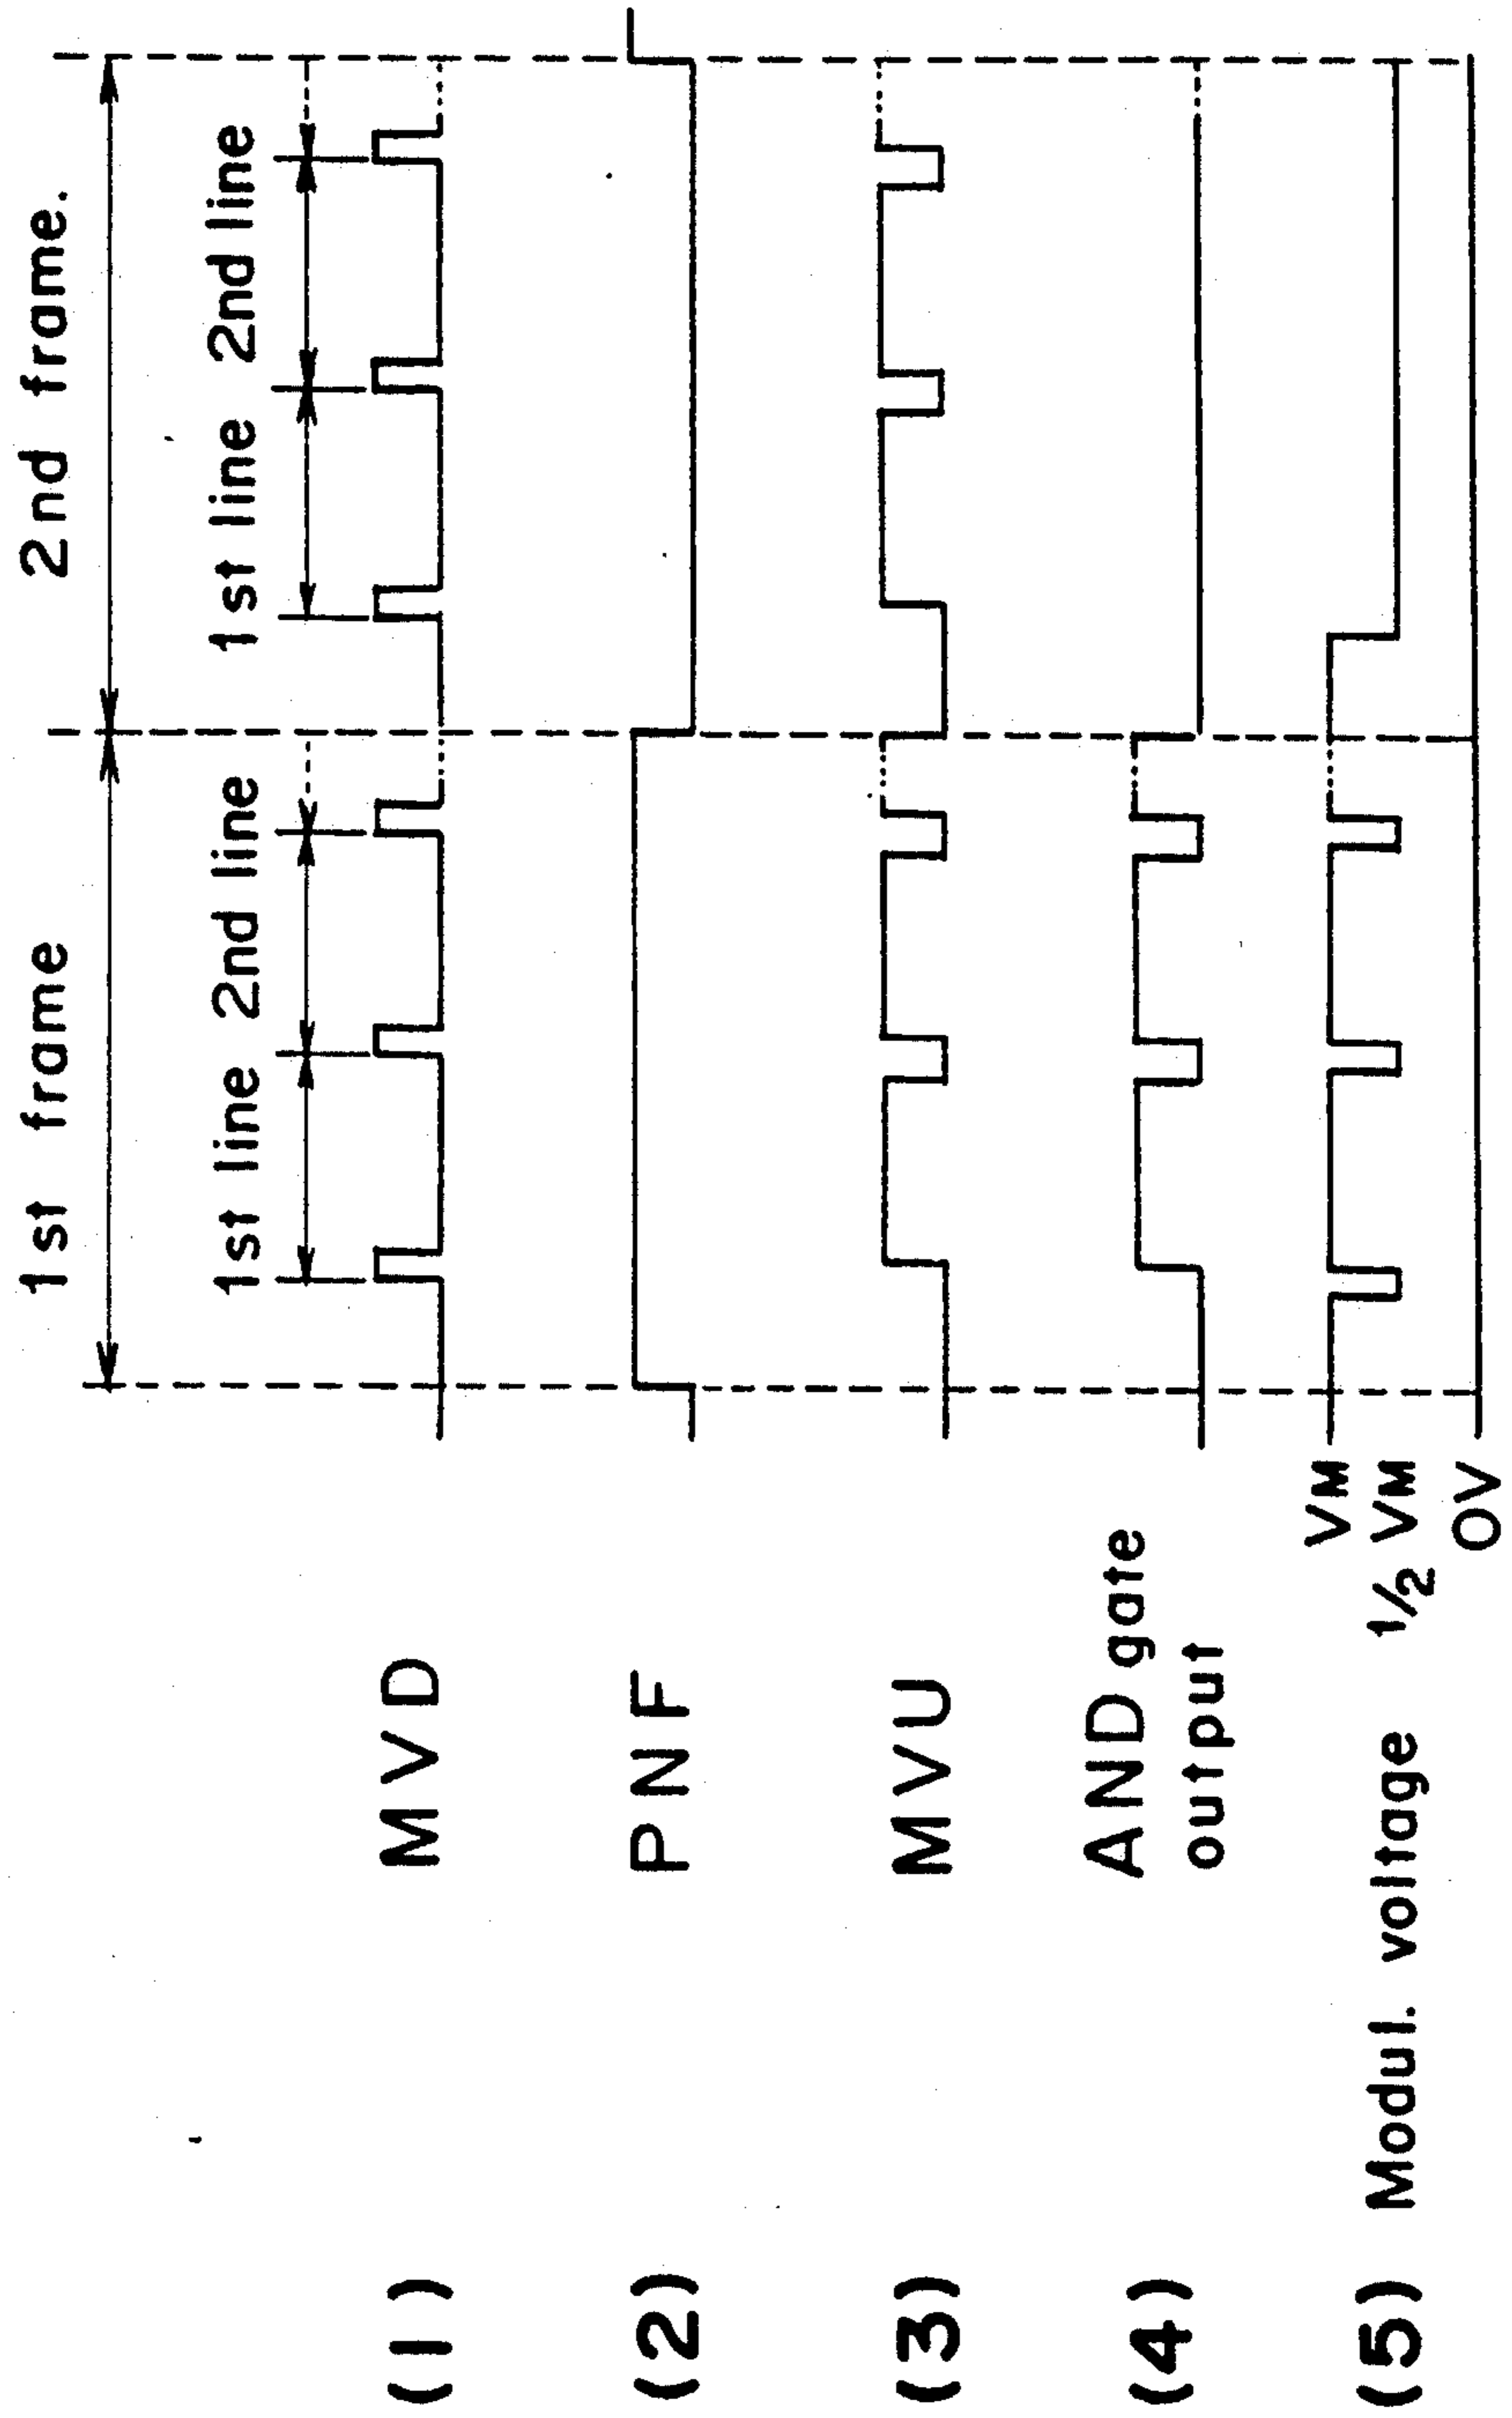 1st frame 2nd frame.
1st line 2nd line 1st line 2nd line
(1) MVD
(2) PNF
(3) MVU
(4) AND gate
output
(5) Modul. voltage
VM
1/2 VM
OV